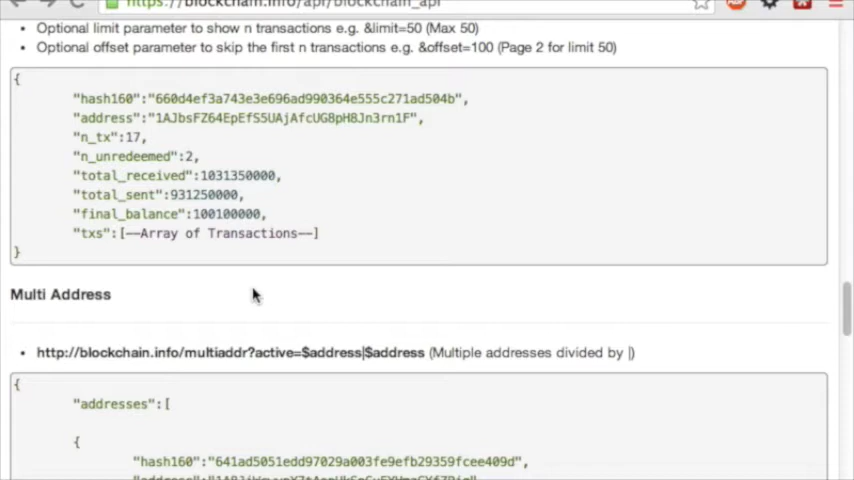 https://blockchain.info/api/blockchain_api
• Optional limit parameter to show n transactions e.g. &limit=50 (Max 50)
• Optional offset parameter to skip the first n transactions e.g. &offset=100 (Page 2 for limit 50)
{
"hash160":"660d4ef3a743e3e696ad990364e555c271ad504b",
"address":"1AJbsFZ64EpEfS5UAjAfcUG8pH8Jn3rn1F",
"n_tx":17,
"n_unredeemed":2,
"total_received":1031350000,
"total_sent":931250000,
"final_balance":100100000,
"txs":[--Array of Transactions--]
}
Multi Address
• http://blockchain.info/multiaddr?active=$address|$address (Multiple addresses divided by |)
{
"addresses":[
{
"hash160":"641ad5051edd97029a003fe9efb29359fcee409d",